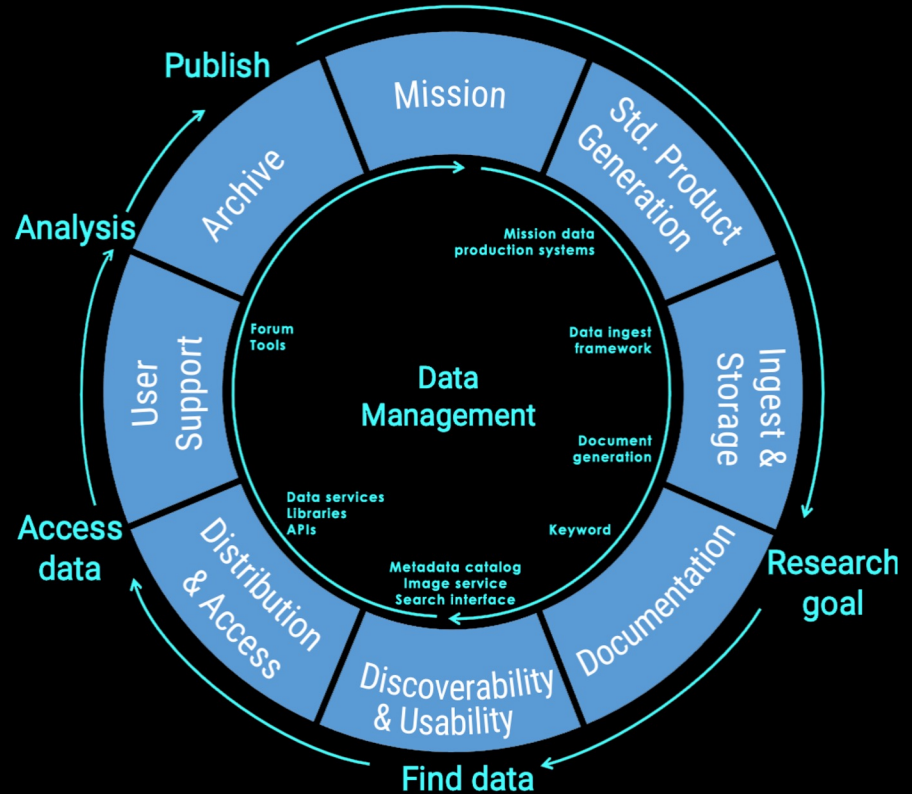 Publish
Mission
Std. Product
Generation
Archive
Analysis
Mission data
production systems
Forum
Tools
Data ingest
framework
Data
Management
User
Support
Ingest &
Storage
Document
generation
Data services
Libraries
APIs
Keyword
Access
data
Metadata catalog
Image service
Search interface
Research
goal
Distribution
& Access
Documentation
Discoverability
& Usability
Find data